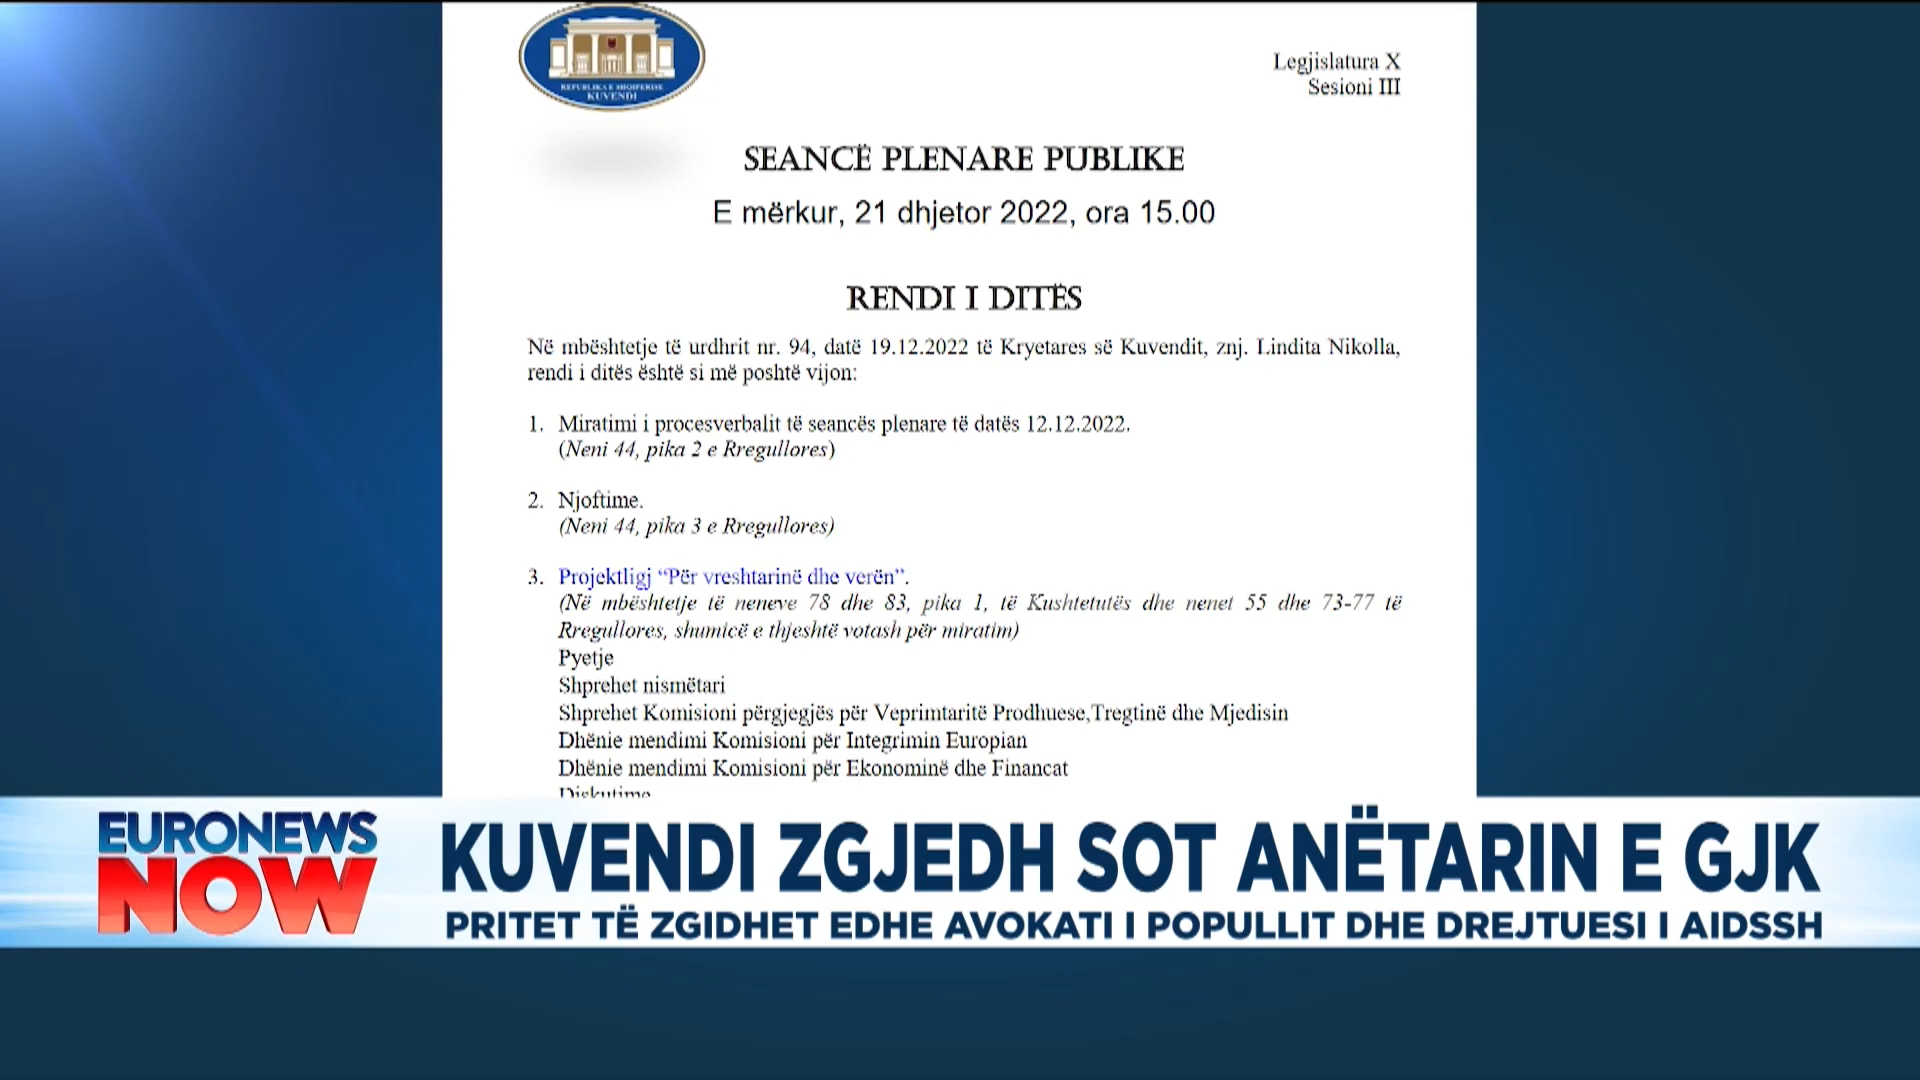 REPUBLIKA E SHQIPERISE
KUVENDI
Legjislatura X
Sesioni III
SEANCË PLENARE PUBLIKE
E mërkur, 21 dhjetor 2022, ora 15.00
RENDI I DITËS
Në mbështetje të urdhrit nr. 94, datë 19.12.2022 të Kryetares së Kuvendit, znj. Lindita Nikolla,
rendi i ditës është si më poshtë vijon:
1. Miratimi i procesverbalit të seancës plenare të datës 12.12.2022.
(Neni 44, pika 2 e Rregullores)
2. Njoftime.
(Neni 44, pika 3 e Rregullores)
3. Projektligj “Për vreshtarinë dhe verën”.
(Në mbështetje të neneve 78 dhe 83, pika 1, të Kushtetutës dhe nenet 55 dhe 73-77 të
Rregullores, shumicë e thjeshtë votash për miratim)
Pyetje
Shprehet nismëtari
Shprehet Komisioni përgjegjës për Veprimtaritë Prodhuese,Tregtinë dhe Mjedisin
Dhënie mendimi Komisioni për Integrimin Europian
Dhënie mendimi Komisioni për Ekonominë dhe Financat
Diskutime
EURONEWS
NOW
KUVENDI ZGJEDH SOT ANËTARIN E GJK
PRITET TË ZGIDHET EDHE AVOKATI I POPULLIT DHE DREJTUESI I AIDSSH